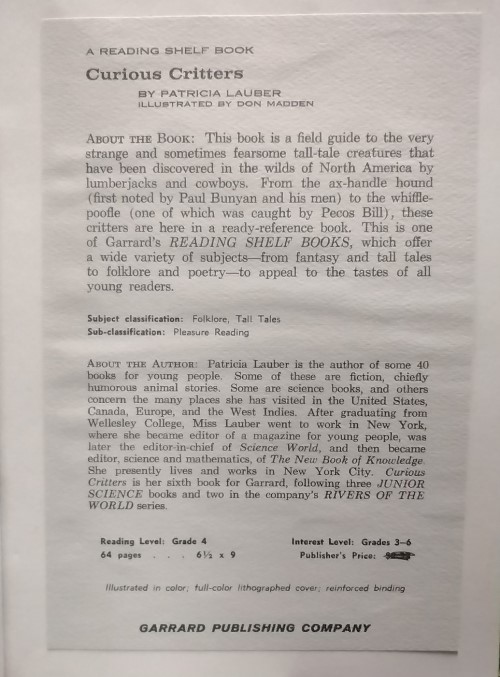 A READING SHELF BOOK
Curious Critters
BY PATRICIA LAUBER
ILLUSTRATED BY DON MADDEN
ABOUT THE BOOK: This book is a field guide to the very
strange and sometimes fearsome tall-tale creatures that
have been discovered in the wilds of North America by
lumberjacks and cowboys. From the ax-handle hound
(first noted by Paul Bunyan and his men) to the whiffle-
poofle (one of which was caught by Pecos Bill), these
critters are here in a ready-reference book. This is one
of Garrard's READING SHELF BOOKS, which offer
a wide variety of subjects—from fantasy and tall tales
to folklore and poetry—to appeal to the tastes of all
young readers.
Subject classification: Folklore, Tall Tales
Sub-classification: Pleasure Reading
ABOUT THE AUTHOR: Patricia Lauber is the author of some 40
books for young people. Some of these are fiction, chiefly
humorous animal stories. Some are science books, and others
concern the many places she has visited in the United States,
Canada, Europe, and the West Indies. After graduating from
Wellesley College, Miss Lauber went to work in New York,
where she became editor of a magazine for young people, was
later the editor-in-chief of Science World, and then became
editor, science and mathematics, of The New Book of Knowledge.
She presently lives and works in New York City. Curious
Critters is her sixth book for Garrard, following three JUNIOR
SCIENCE books and two in the company's RIVERS OF THE
WORLD series.
Reading Level: Grade 4 Interest Level: Grades 3–6
64 pages . . . 6½ x 9 Publisher's Price:
Illustrated in color; full-color lithographed cover; reinforced binding
GARRARD PUBLISHING COMPANY